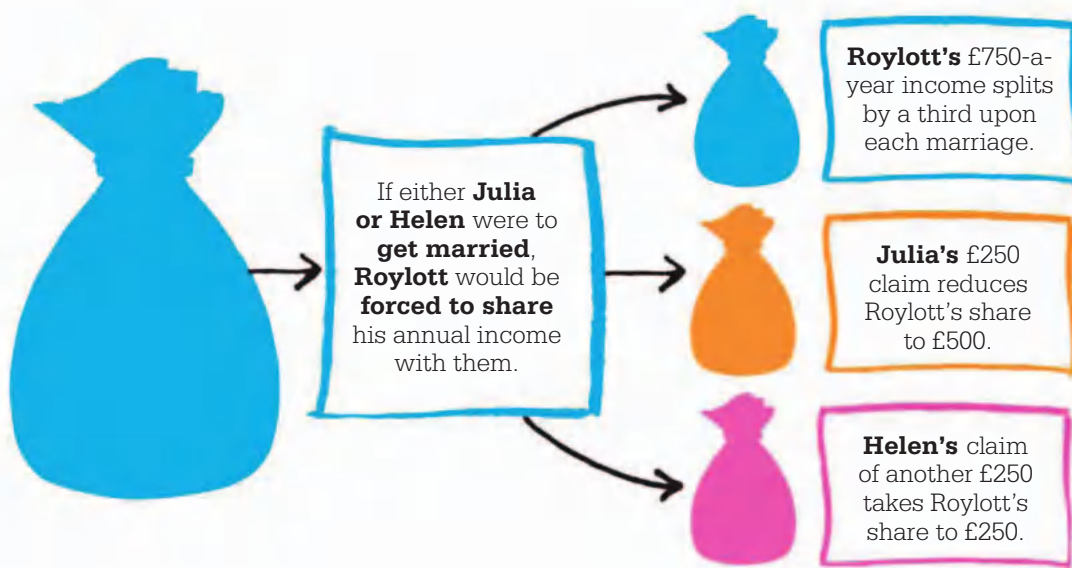 If either Julia
or Helen were to
get married,
Roylott would be
forced to share
his annual income
with them.
Roylott's £750-a-
year income splits
by a third upon
each marriage.
Julia's £250
claim reduces
Roylott's share
to £500.
Helen's claim
of another £250
takes Roylott's
share to £250.